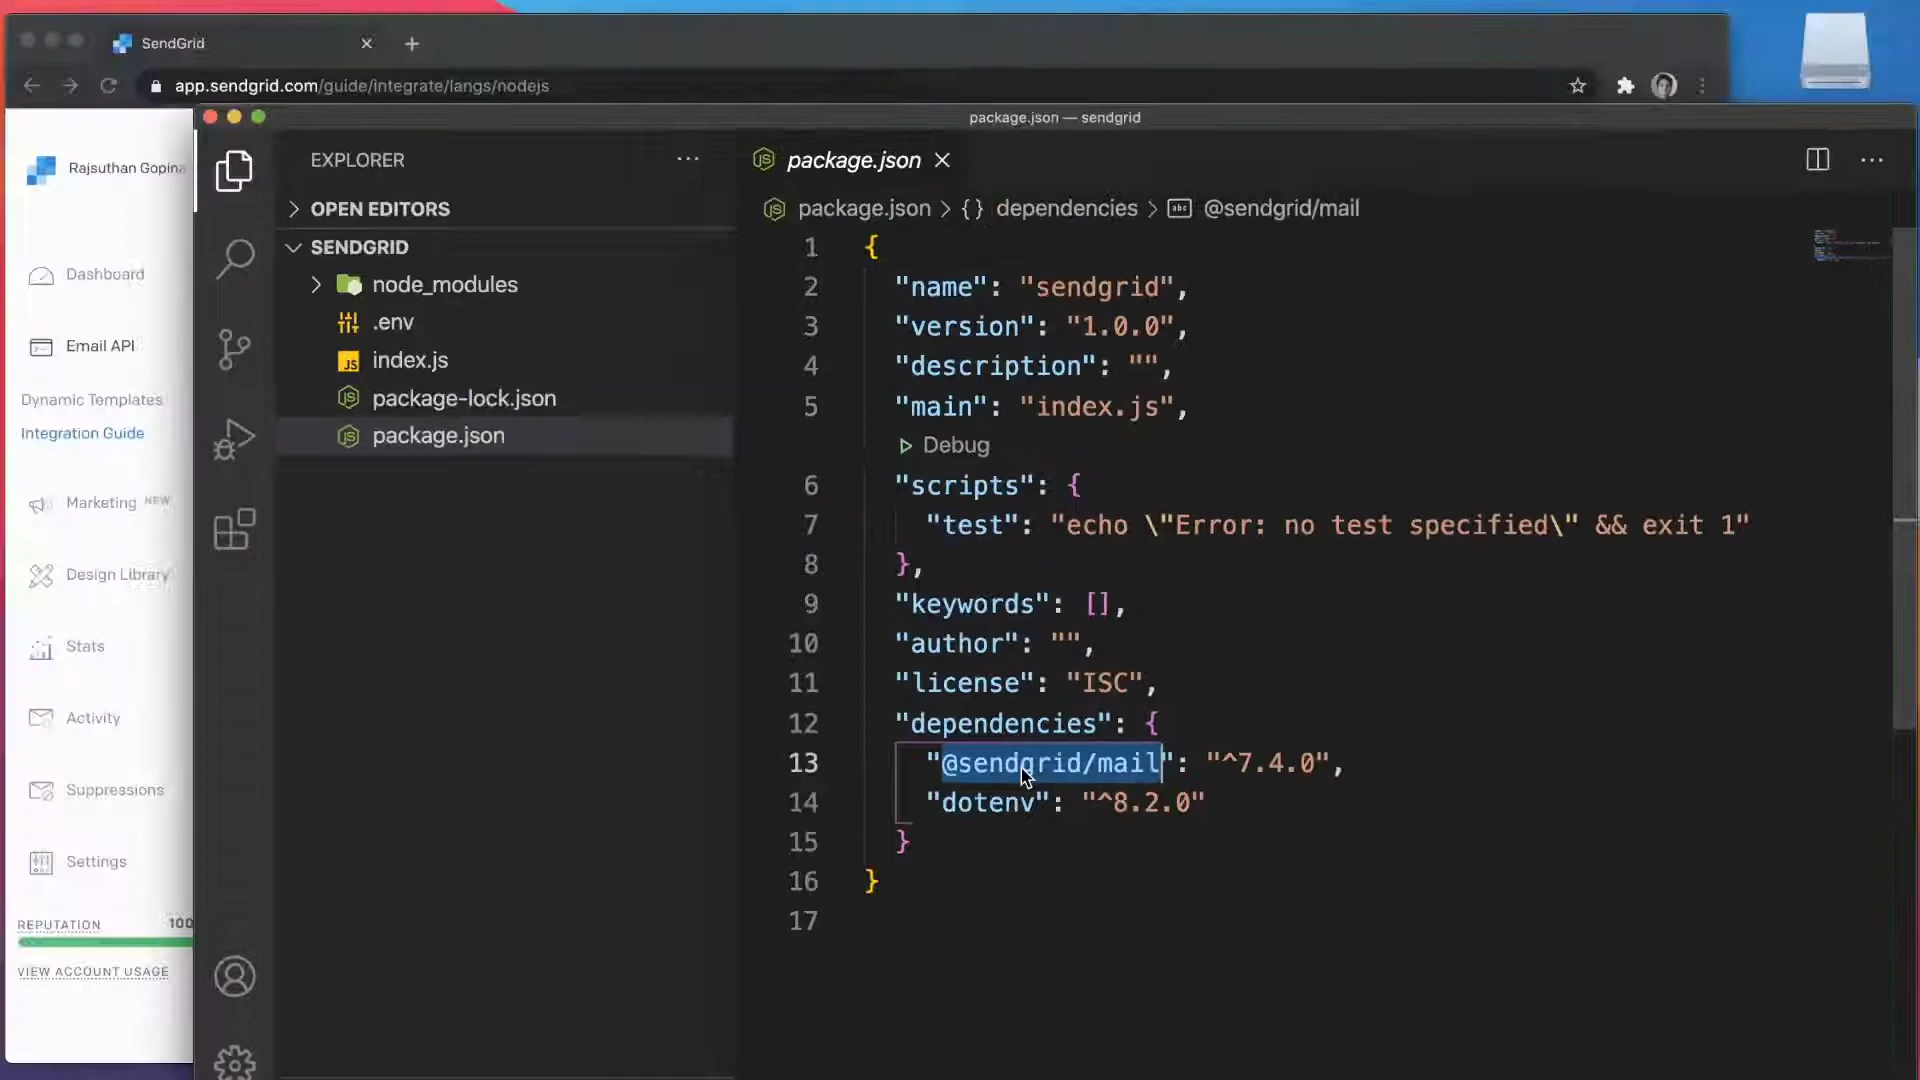 SendGrid
app.sendgrid.com/guide/integrate/langs/nodejs
package.json — sendgrid
Rajsuthan Gopina
Dashboard
Email API
Dynamic Templates
Integration Guide
Marketing NEW
Design Library
Stats
Activity
Suppressions
Settings
REPUTATION 100
VIEW ACCOUNT USAGE
EXPLORER
OPEN EDITORS
SENDGRID
node_modules
.env
index.js
package-lock.json
package.json
package.json
package.json > {} dependencies > abc @sendgrid/mail
1 {
2 "name": "sendgrid",
3 "version": "1.0.0",
4 "description": "",
5 "main": "index.js",
Debug
6 "scripts": {
7 "test": "echo \"Error: no test specified\" && exit 1"
8 },
9 "keywords": [],
10 "author": "",
11 "license": "ISC",
12 "dependencies": {
13 "@sendgrid/mail": "^7.4.0",
14 "dotenv": "^8.2.0"
15 }
16 }
17